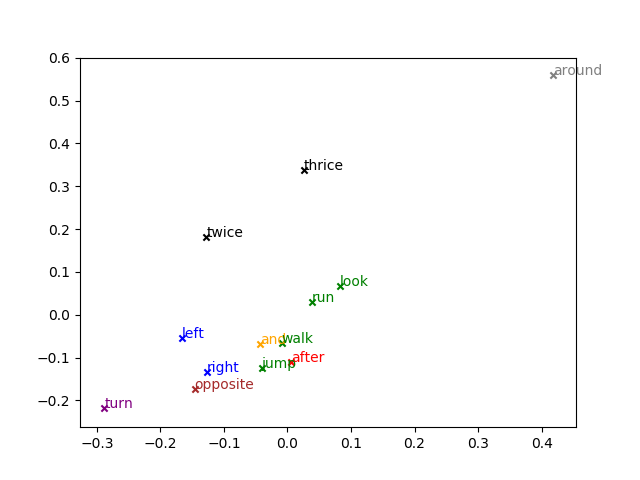 0.6
around
0.5
0.4
thrice
0.3
twice
0.2
0.1
look
run
0.0
left
and
walk
−0.1
after
jump
right
opposite
−0.2
turn
−0.3
−0.2
−0.1
0.0
0.1
0.2
0.3
0.4